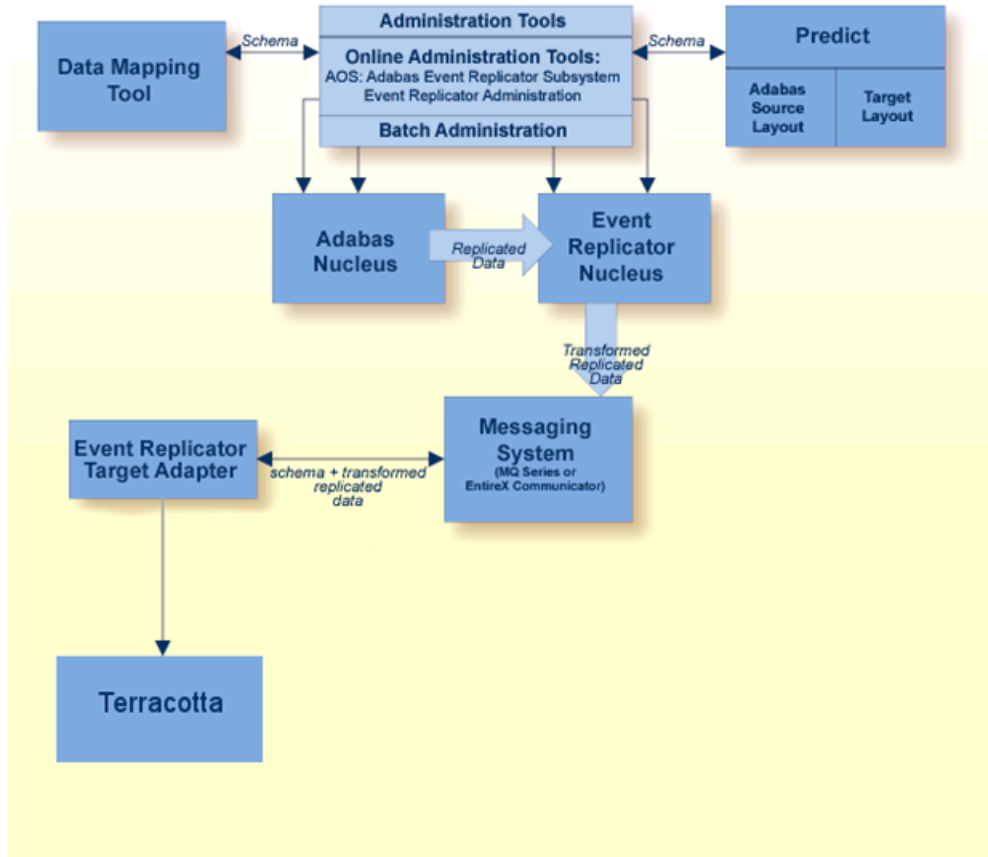 Administration Tools
Schema
Schema
Predict
Data Mapping
Tool
Online Administration Tools:
AOS: Adabas Event Replicator Subsystem
Event Replicator Administration
Adabas
Source
Layout
Target
Layout
Batch Administration
Adabas
Nucleus
Replicated
Data
Event
Replicator
Nucleus
Transformed
Replicated
Data
Event Replicator
Target Adapter
schema + transformed
replicated
data
Messaging
System
(MQ Series or
EntireX Communicator)
Terracotta